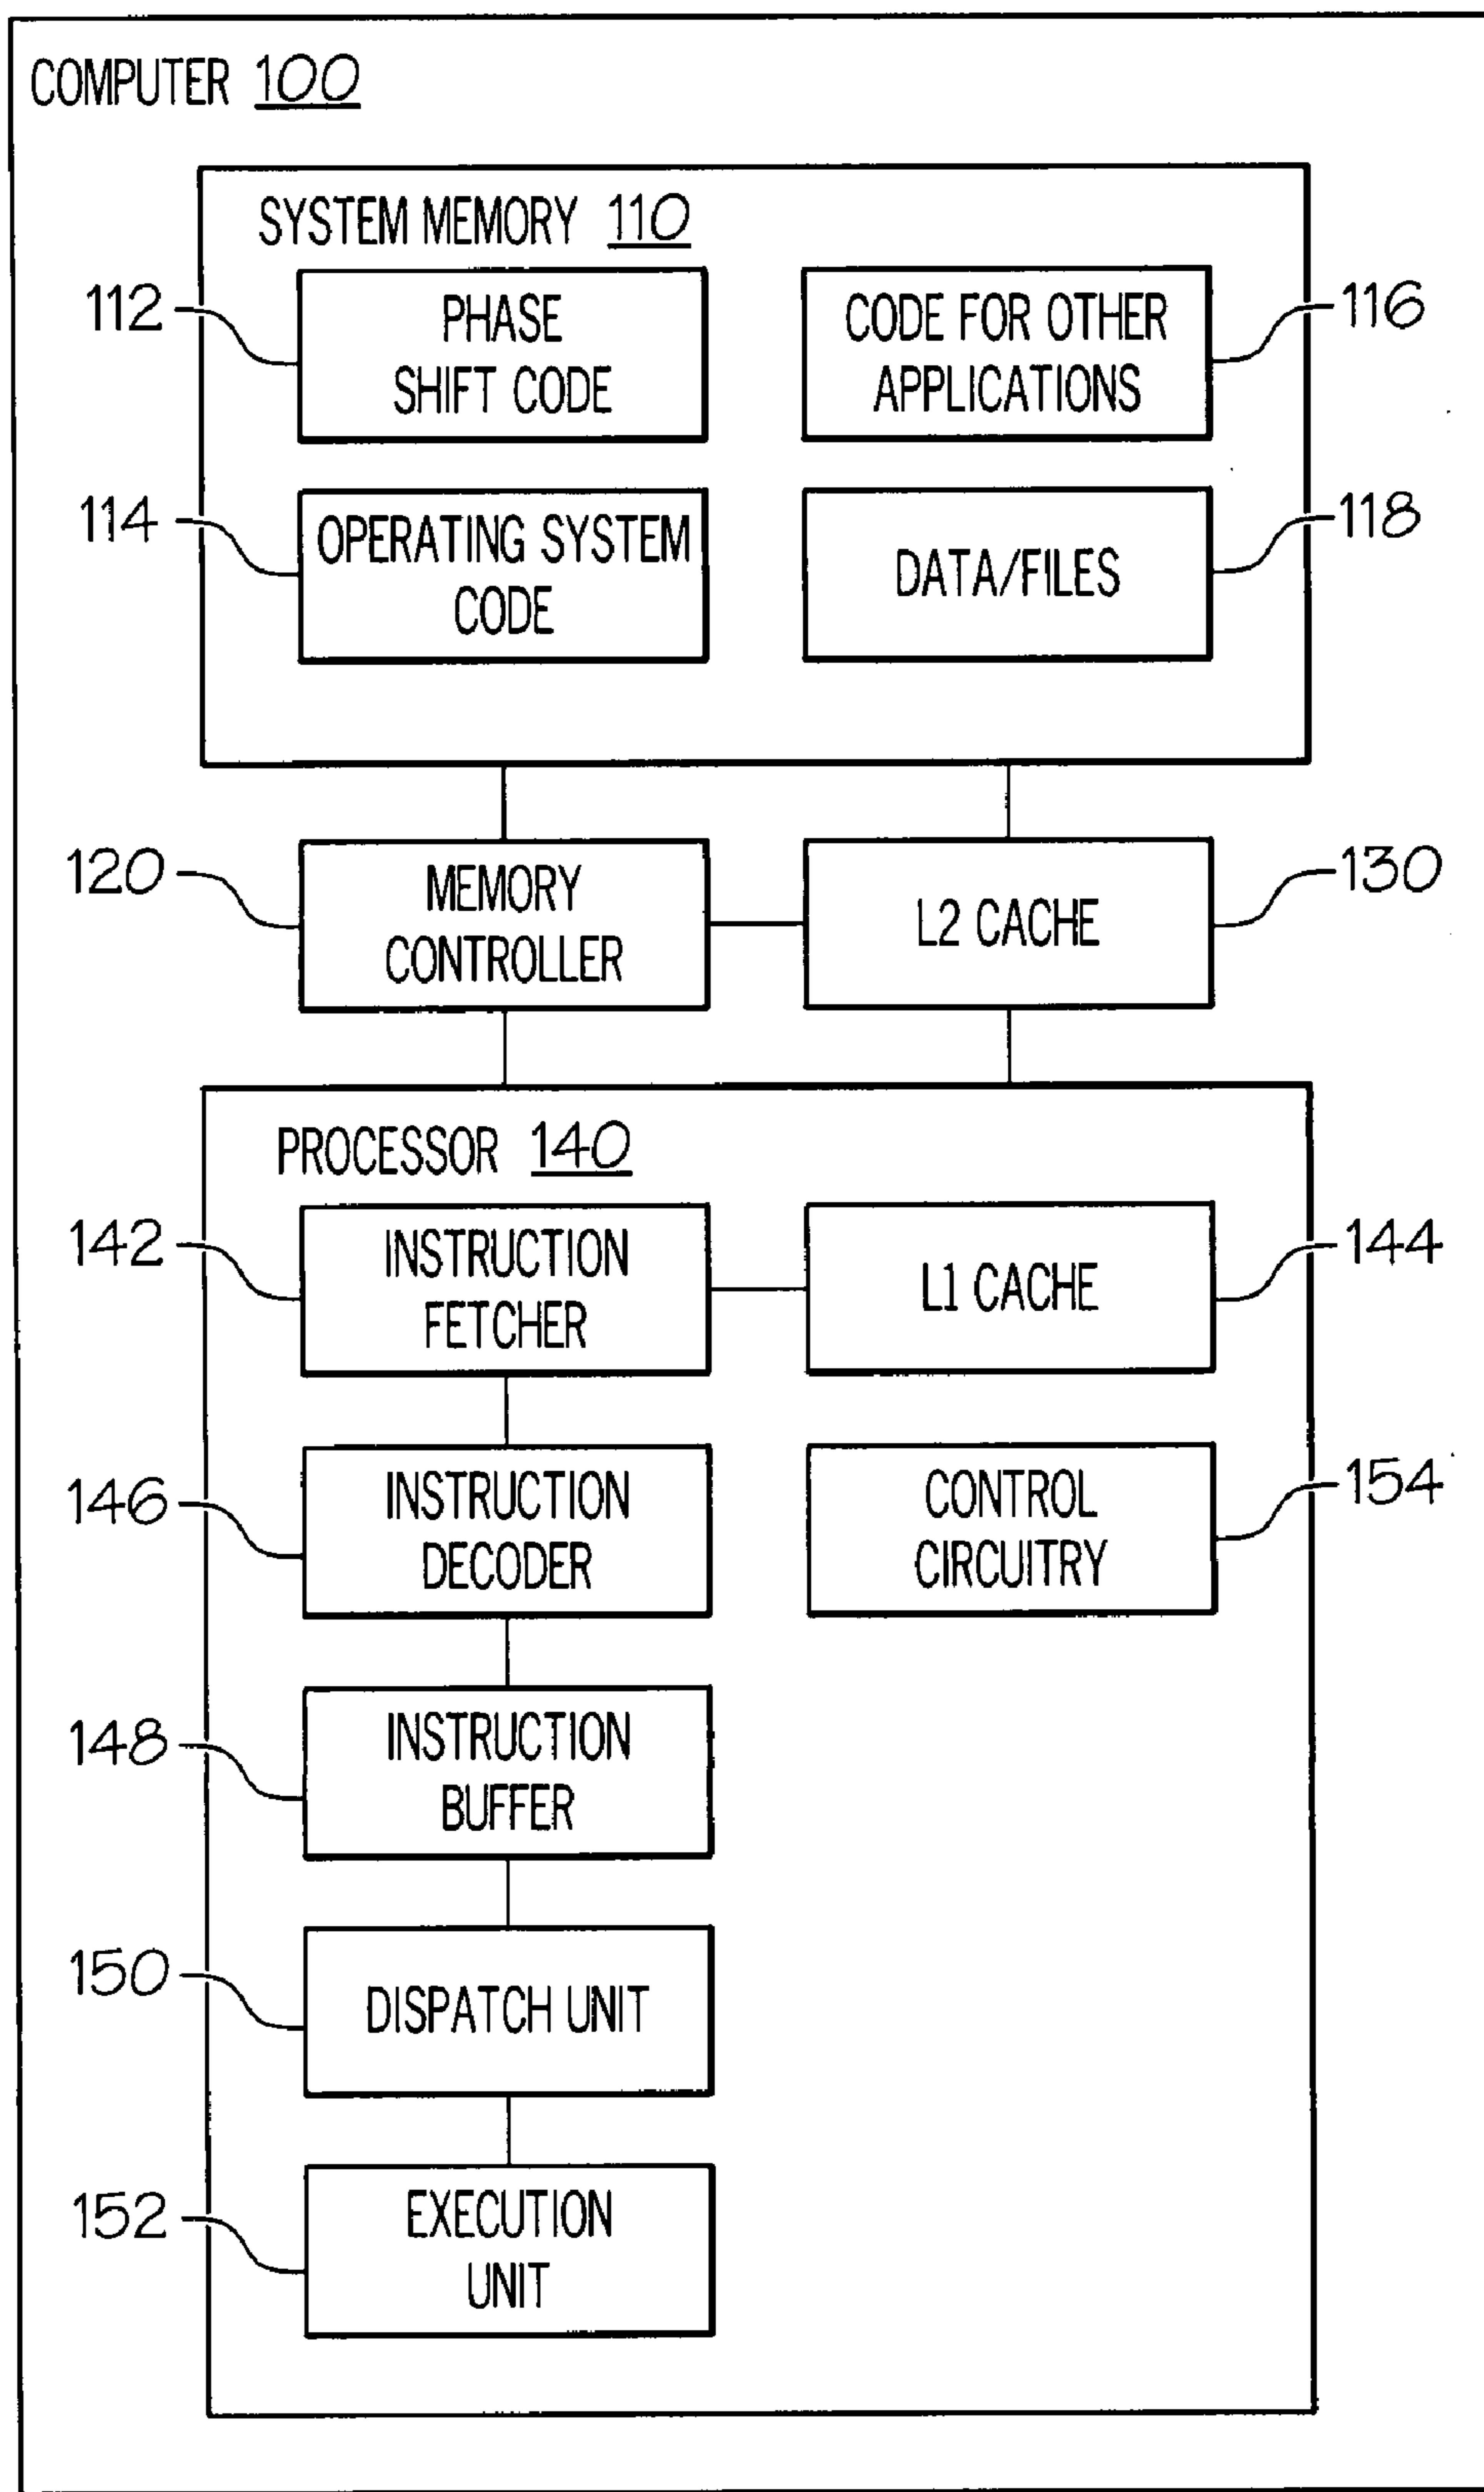 COMPUTER 100
SYSTEM MEMORY 110
112
PHASE
SHIFT CODE
CODE FOR OTHER
APPLICATIONS
116
114
OPERATING SYSTEM
CODE
DATA/FILES
118
120
MEMORY
CONTROLLER
L2 CACHE
130
PROCESSOR 140
142
INSTRUCTION
FETCHER
L1 CACHE
144
146
INSTRUCTION
DECODER
CONTROL
CIRCUITRY
154
148
INSTRUCTION
BUFFER
150
DISPATCH UNIT
152
EXECUTION
UNIT